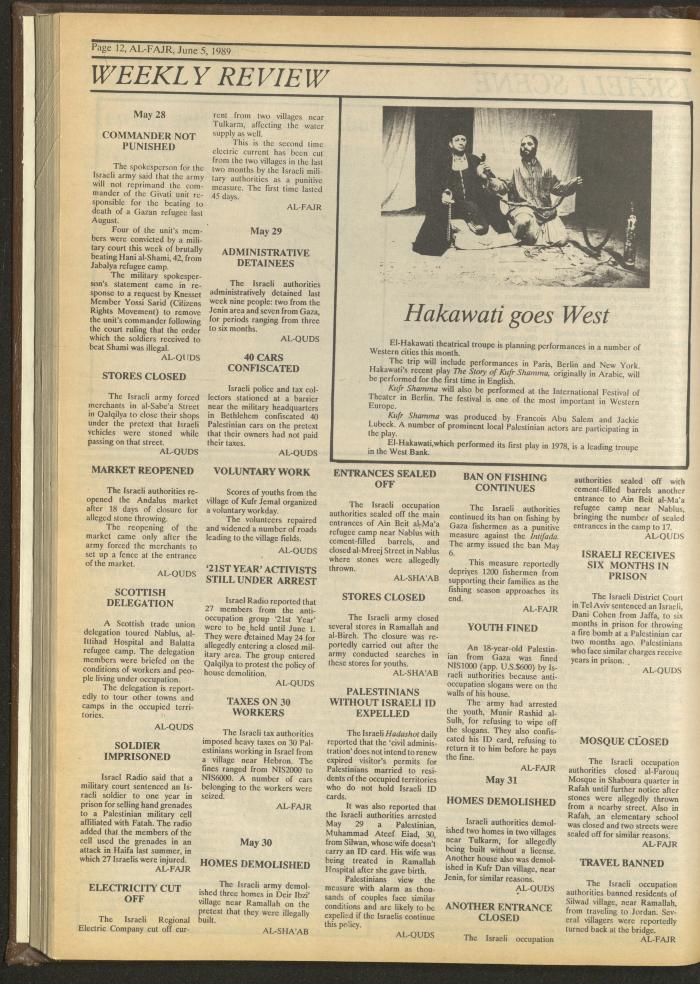 Page 12, AL-FAJR, June 5, 1989
WEEKLY REVIEW
May 28
COMMANDER NOT
PUNISHED
The spokesperson for the
Israeli army said that the army
will not reprimand the com-
mander of the Givati unit re-
sponsible for the beating to
death of a Gazan refugee last
August.
Four of the unit's mem-
bers were convicted by a mili-
tary court this week of brutally
beating Hani al-Shami, 42, from
Jabalya refugee camp.
The military spokesper-
son's statement came in re-
sponse to a request by Knesset
Member Yossi Sarid (Citizens
Rights Movement) to remove
the unit's commander following
the court ruling that the order
which the soldiers received to
beat Shami was illegal.
AL-QUDS
STORES CLOSED
The Israeli army forced
merchants in al-Sabe'a Street
in Qalqilya to close their shops
under the pretext that Israeli
vehicles were stoned while
passing on that street.
AL-QUDS
MARKET REOPENED
The Israeli authorities re-
opened the Andalus market
after 18 days of closure for
alleged stone throwing.
The reopening of the
market came only after the
army forced the merchants to
set up a fence at the entrance
of the market.
AL-QUDS
SCOTTISH
DELEGATION
A Scottish trade union
delegation toured Nablus, al-
Ittihad Hospital and Balatta
refugee camp. The delegation
members were briefed on the
conditions of workers and peo-
ple living under occupation.
The delegation is report-
edly to tour other towns and
camps in the occupied terri-
tories.
AL-QUDS
SOLDIER
IMPRISONED
Israel Radio said that a
military court sentenced an Is-
raeli soldier to one year in
prison for selling hand grenades
to a Palestinian military cell
affiliated with Fatah. The radio
added that the members of the
cell used the grenades in an
attack in Haifa last summer, in
which 27 Israelis were injured.
AL-FAJR
ELECTRICITY CUT
OFF
The Israeli Regional
Electric Company cut off cur-
rent from two villages near
Tulkarm, affecting the water
supply as well.
This is the second time
electric current has been cut
from the two villages in the last
two months by the Israeli mili-
tary authorities as a punitive
measure. The first time lasted
45 days.
AL-FAJR
May 29
ADMINISTRATIVE
DETAINEES
The Israeli authorities
administratively detained last
week nine people: two from the
Jenin area and seven from Gaza,
for periods ranging from three
to six months.
AL-QUDS
40 CARS
CONFISCATED
Israeli police and tax col-
lectors stationed at a barrier
near the military headquarters
in Bethlehem confiscated 40
Palestinian cars on the pretext
that their owners had not paid
their taxes.
AL-QUDS
VOLUNTARY WORK
Scores of youths from the
village of Kufr Jemal organized
a voluntary workday.
The volunteers repaired
and widened a number of roads
leading to the village fields.
AL-QUDS
'21ST YEAR' ACTIVISTS
STILL UNDER ARREST
Israel Radio reported that
27 members from the anti-
occupation group '21st Year'
were to be held until June 1.
They were detained May 24 for
allegedly entering a closed mil-
itary area. The group entered
Qalqilya to protest the policy of
house demolition.
AL-QUDS
TAXES ON 30
WORKERS
The Israeli tax authorities
imposed heavy taxes on 30 Pal-
estinians working in Israel from
a village near Hebron. The
fines ranged from NIS2000 to
NIS6000. A number of cars
belonging to the workers were
seized.
AL-FAJR
May 30
HOMES DEMOLISHED
The Israeli army demol-
ished three homes in Deir Ibzi'
village near Ramallah on the
pretext that they were illegally
built.
AL-SHA'AB
Hakawati goes West
El-Hakawati theatrical troupe is planning performances in a number of
Western cities this month.
The trip will include performances in Paris, Berlin and New York.
Hakawati's recent play The Story of Kufr Shamma, originally in Arabic, will
be performed for the first time in English.
Kufr Shamma will also be performed at the International Festival of
Theater in Berlin. The festival is one of the most important in Western
Europe.
Kufr Shamma was produced by Francois Abu Salem and Jackie
Lubeck. A number of prominent local Palestinian actors are participating in
the play.
El-Hakawati, which performed its first play in 1978, is a leading troupe
in the West Bank.
ENTRANCES SEALED
OFF
The Israeli occupation
authorities sealed off the main
entrances of Ain Beit al-Ma'a
refugee camp near Nablus with
cement-filled barrels, and
closed al-Mreej Street in Nablus
where stones were allegedly
thrown.
AL-SHA'AB
STORES CLOSED
The Israeli army closed
several stores in Ramallah and
al-Bireh. The closure was re-
portedly carried out after the
army conducted searches in
these stores for youths.
AL-SHA'AB
PALESTINIANS
WITHOUT ISRAELI ID
EXPELLED
The Israeli Hadashot daily
reported that the 'civil adminis-
tration' does not intend to renew
expired visitor's permits for
Palestinians married to resi-
dents of the occupied territories
who do not hold Israeli ID
cards.
It was also reported that
the Israeli authorities arrested
May 29 a Palestinian,
Muhammad Ateef Eiad, 30,
from Silwan, whose wife doesn't
carry an ID card. His wife was
being treated in Ramallah
Hospital after she gave birth.
Palestinians view the
measure with alarm as thou-
sands of couples face similar
conditions and are likely to be
expelled if the Israelis continue
this policy.
AL-QUDS
BAN ON FISHING
CONTINUES
The Israeli authorities
continued its ban on fishing by
Gaza fishermen as a punitive
measure against the Intifada.
The army issued the ban May
6.
This measure reportedly
deprives 1200 fishermen from
supporting their families as the
fishing season approaches its
end.
AL-FAJR
YOUTH FINED
An 18-year-old Palestin-
ian from Gaza was fined
NIS1000 (app. U.S.$600) by Is-
raeli authorities because anti-
occupation slogans were on the
walls of his house.
The army had arrested
the youth, Munir Rashid al-
Sulh, for refusing to wipe off
the slogans. They also confis-
cated his ID card, refusing to
return it to him before he pays
the fine.
AL-FAJR
May 31
HOMES DEMOLISHED
Israeli authorities demol-
ished two homes in two villages
near Tulkarm, for allegedly
being built without a license.
Another house also was demol-
ished in Kufr Dan village, near
Jenin, for similar reasons.
AL-QUDS
ANOTHER ENTRANCE
CLOSED
The Israeli occupation
authorities sealed off with
cement-filled barrels another
entrance to Ain Beit al-Ma'a
refugee camp near Nablus,
bringing the number of sealed
entrances in the camp to 17.
AL-QUDS
ISRAELI RECEIVES
SIX MONTHS IN
PRISON
The Israeli District Court
in Tel Aviv sentenced an Israeli,
Dani Cohen from Jaffa, to six
months in prison for throwing
a fire bomb at a Palestinian car
two months ago. Palestinians
who face similar charges receive
years in prison.
AL-QUDS
MOSQUE CLOSED
The Israeli occupation
authorities closed al-Farouq
Mosque in Shaboura quarter in
Rafah until further notice after
stones were allegedly thrown
from a nearby street. Also in
Rafah, an elementary school
was closed and two streets were
sealed off for similar reasons.
AL-FAJR
TRAVEL BANNED
The Israeli occupation
authorities banned residents of
Silwad village, near Ramallah,
from traveling to Jordan. Sev-
eral villagers were reportedly
turned back at the bridge.
AL-FAJR